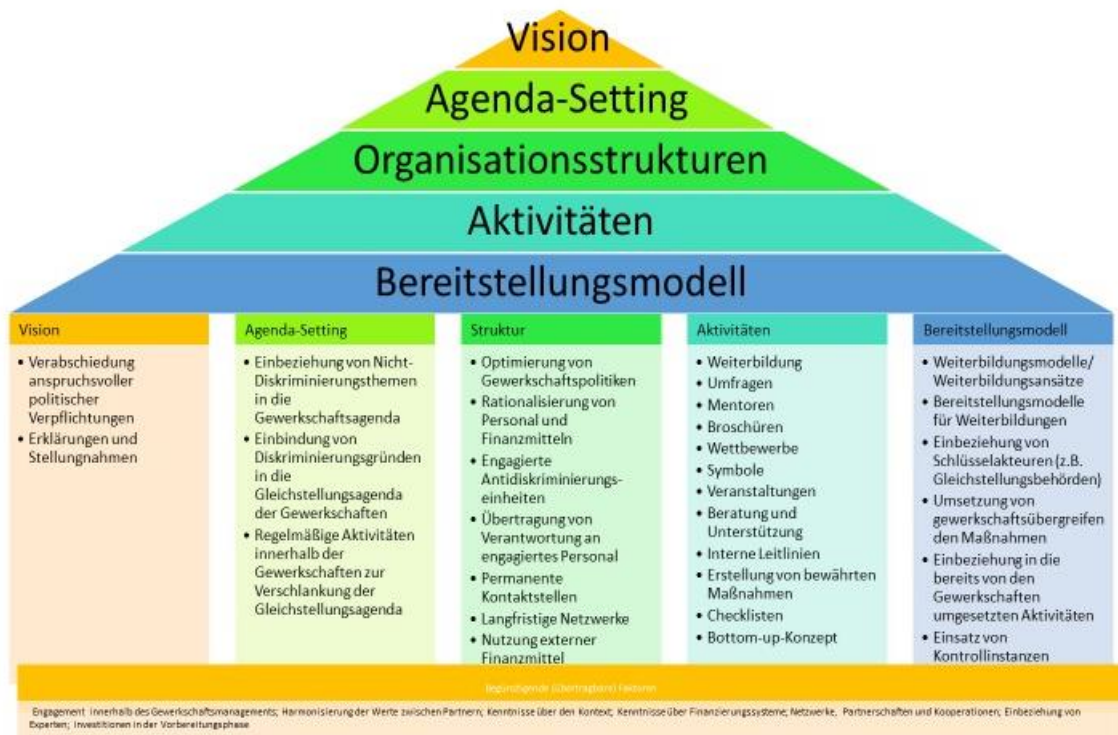 Vision
Agenda-Setting
Organisationsstrukturen
Aktivitäten
Bereitstellungsmodell
Vision
• Verabschiedung
anspruchsvoller
politischer
Verpflichtungen
• Erklärungen und
Stellungnahmen
Agenda-Setting
• Einbeziehung von Nicht-
Diskriminierungsthemen
in die
Gewerkschaftsagenda
• Einbindung von
Diskriminierungsgründen
in die
Gleichstellungsagenda
der Gewerkschaften
• Regelmäßige Aktivitäten
innerhalb der
Gewerkschaften zur
Verschlankung der
Gleichstellungsagenda
Struktur
• Optimierung von
Gewerkschaftspolitiken
• Rationalisierung von
Personal und
Finanzmitteln
• Engagierte
Antidiskriminierungs-
einheiten
• Übertragung von
Verantwortung an
engagiertes Personal
• Permanente
Kontaktstellen
• Langfristige Netzwerke
• Nutzung externer
Finanzmittel
Aktivitäten
• Weiterbildung
• Umfragen
• Mentoren
• Broschüren
• Wettbewerbe
• Symbole
• Veranstaltungen
• Beratung und
Unterstützung
• Interne Leitlinien
• Erstellung von bewährten
Maßnahmen
• Checklisten
• Bottom-up-Konzept
Bereitstellungsmodell
• Weiterbildungsmodelle/
Weiterbildungsansätze
• Bereitstellungsmodelle
für Weiterbildungen
• Einbeziehung von
Schlüsselakteuren (z.B.
Gleichstellungsbehörden)
• Umsetzung von
gewerkschaftsübergreifen
den Maßnahmen
• Einbeziehung in die
bereits von den
Gewerkschaften
umgesetzten Aktivitäten
• Einsatz von
Kontrollinstanzen
Begünstigende (übertragbare) Faktoren
Engagement innerhalb des Gewerkschaftsmanagements; Harmonisierung der Werte zwischen Partnern; Kenntnisse über den Kontext; Kenntnisse über Finanzierungssysteme; Netzwerke, Partnerschaften und Kooperationen; Einbeziehung von
Experten; Investitionen in der Vorbereitungsphase